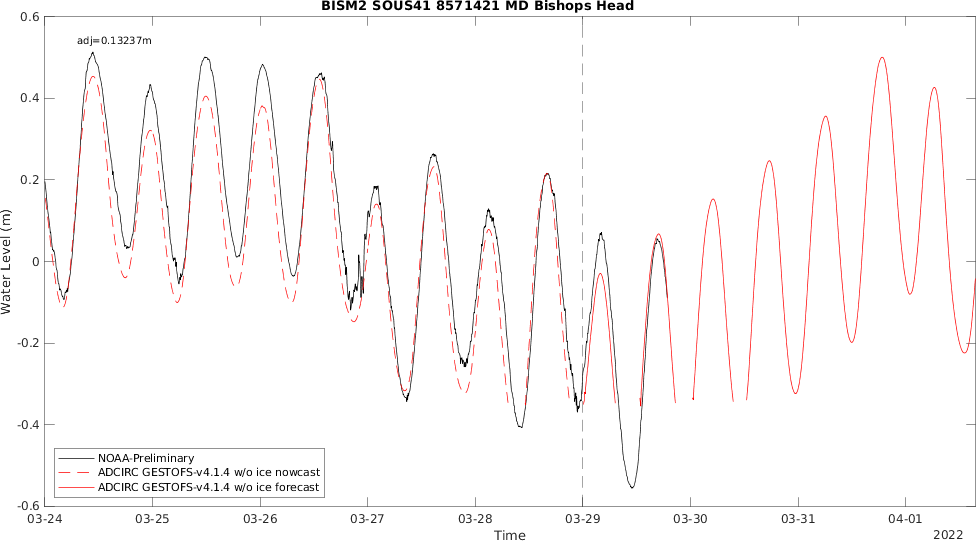 BISM2 SOUS41 8571421 MD Bishops Head
adj=0.13237m
0.6
0.4
0.2
0
-0.2
-0.4
-0.6
Water Level (m)
NOAA-Preliminary
ADCIRC GESTOFS-v4.1.4 w/o ice nowcast
ADCIRC GESTOFS-v4.1.4 w/o ice forecast
03-24 03-25 03-26 03-27 03-28 03-29 03-30 03-31 04-01
Time
2022